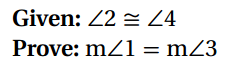 Given: ∠2 ≅ ∠4
Prove: m∠1 = m∠3